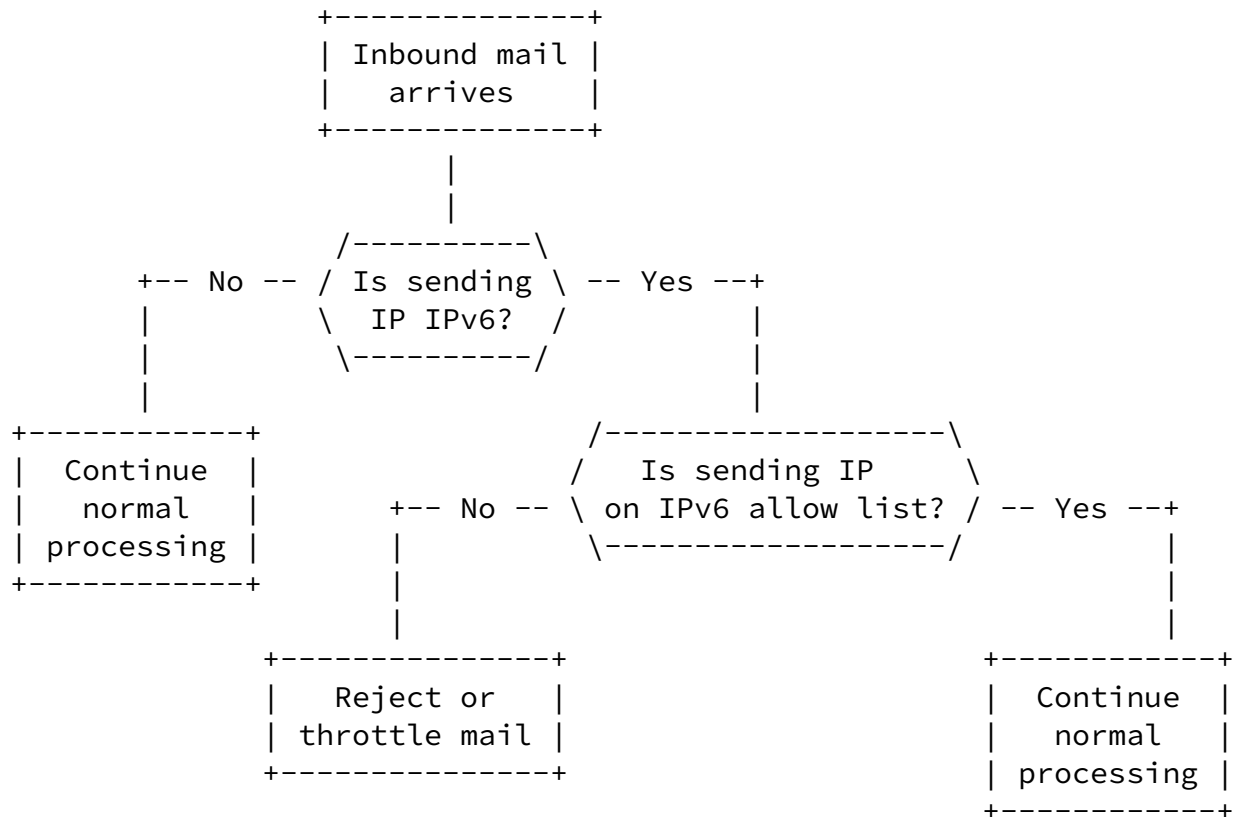 Inbound mail
arrives
Is sending
IP IPv6?
No
Yes
Continue
normal
processing
Is sending IP
on IPv6 allow list?
No
Yes
Reject or
throttle mail
Continue
normal
processing